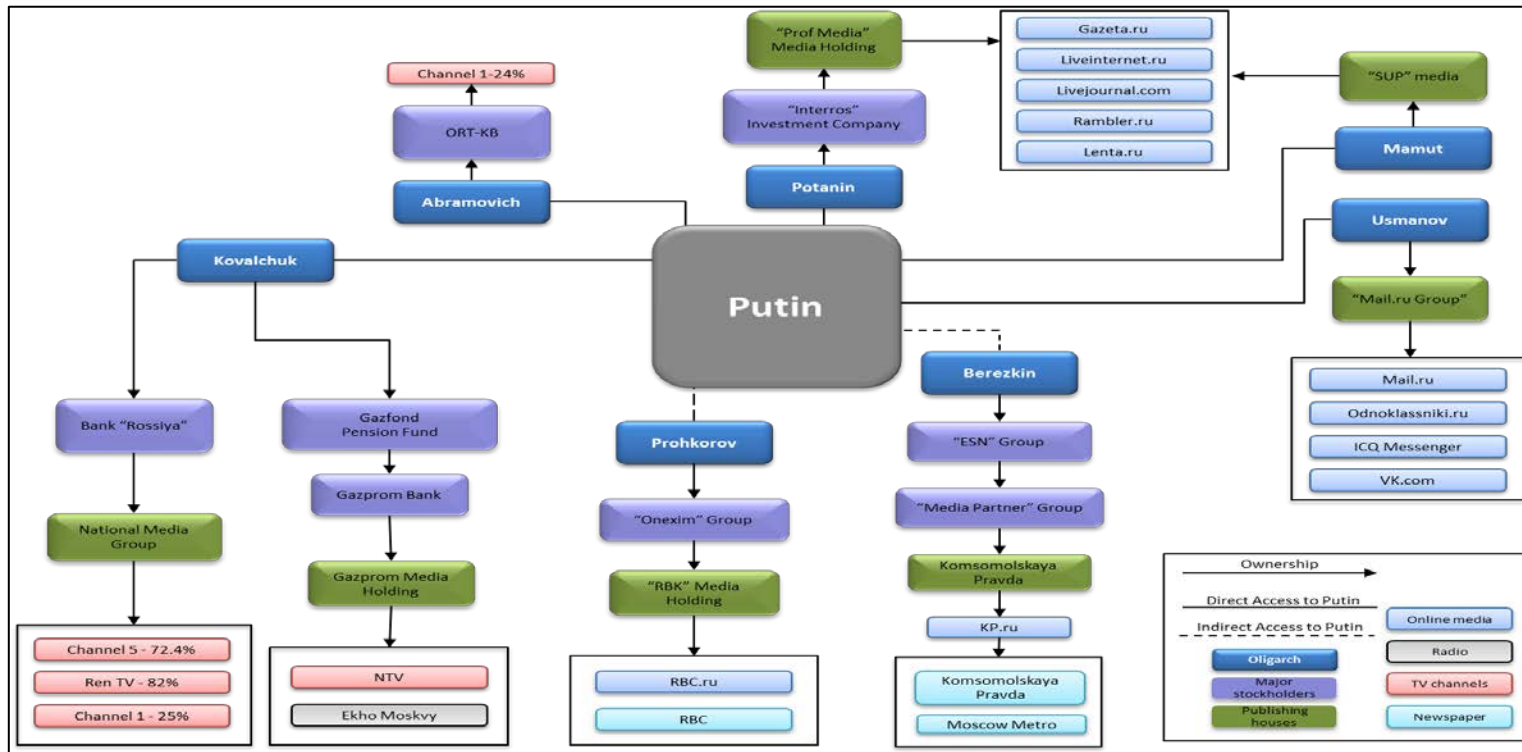 "Prof Media"
Media Holding
Gazeta.ru
Liveinternet.ru
Livejournal.com
Rambler.ru
Lenta.ru
"SUP" media
Channel 1-24%
ORT-KB
"Interros"
Investment Company
Mamut
Abramovich
Potanin
Usmanov
Kovalchuk
Putin
"Mail.ru Group"
Mail.ru
Odnoklassniki.ru
ICQ Messenger
VK.com
Berezkin
Bank "Rossiya"
Gazfond
Pension Fund
Prohkorov
"ESN" Group
Gazprom Bank
"Onexim" Group
"Media Partner" Group
National Media
Group
Gazprom Media
Holding
"RBK" Media
Holding
Komsomolskaya
Pravda
KP.ru
Channel 5 - 72.4%
Ren TV - 82%
Channel 1 - 25%
NTV
Ekho Moskvy
RBC.ru
RBC
Komsomolskaya
Pravda
Moscow Metro
Ownership
Direct Access to Putin
Indirect Access to Putin
Oligarch
Major
stockholders
Publishing
houses
Online media
Radio
TV channels
Newspaper